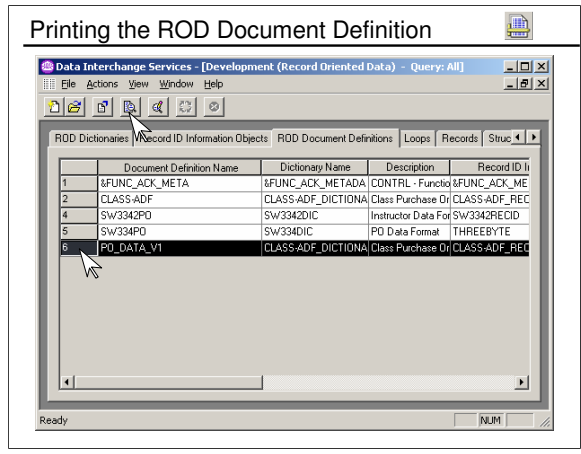 Printing the ROD Document Definition
Data Interchange Services - [Development (Record Oriented Data) - Query: All]
File Actions View Window Help
ROD Dictionaries Record ID Information Objects ROD Document Definitions Loops Records Struc
Document Definition Name Dictionary Name Description Record ID I
1 &FUNC_ACK_META &FUNC_ACK_METADA CONTRL - Functio &FUNC_ACK_ME
2 CLASS-ADF CLASS-ADF_DICTIONA Class Purchase Or CLASS-ADF_REC
4 SW3342PO SW3342DIC Instructor Data For SW3342RECID
5 SW334PO SW334DIC PO Data Format THREEBYTE
6 PO_DATA_V1 CLASS-ADF_DICTIONA Class Purchase Or CLASS-ADF_REC
Ready NUM